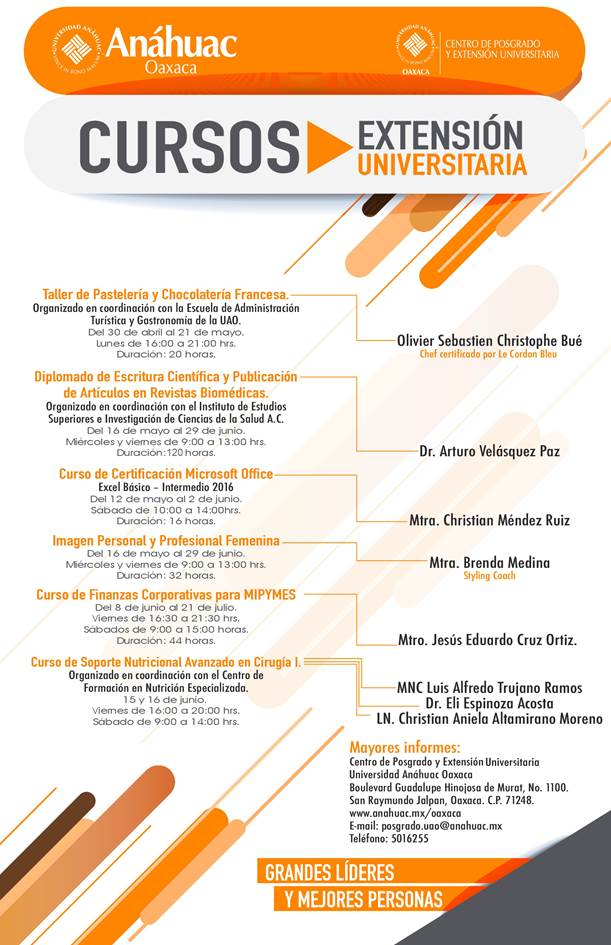 Anáhuac
Oaxaca
CENTRO DE POSGRADO
Y EXTENSIÓN UNIVERSITARIA
OAXACA
CURSOS EXTENSIÓN
UNIVERSITARIA
Taller de Pastelería y Chocolatería Francesa.
Organizado en coordinación con la Escuela de Administración
Turística y Gastronomía de la UAO.
Del 30 de abril al 21 de mayo.
Lunes de 16:00 a 21:00 hrs.
Duración: 20 horas.
Olivier Sebastien Christophe Bué
Chef certificado por Le Cordon Bleu
Diplomado de Escritura Científica y Publicación
de Artículos en Revistas Biomédicas.
Organizado en coordinación con el Instituto de Estudios
Superiores e Investigación de Ciencias de la Salud A.C.
Del 16 de mayo al 29 de junio.
Miércoles y viernes de 9:00 a 13:00 hrs.
Duración:120 horas.
Dr. Arturo Velásquez Paz
Curso de Certificación Microsoft Office
Excel Básico – Intermedio 2016
Del 12 de mayo al 2 de junio.
Sábado de 10:00 a 14:00hrs.
Duración: 16 horas.
Mtra. Christian Méndez Ruiz
Imagen Personal y Profesional Femenina
Del 16 de mayo al 29 de junio.
Miércoles y viernes de 9:00 a 13:00 hrs.
Duración: 32 horas.
Mtra. Brenda Medina
Styling Coach
Curso de Finanzas Corporativas para MIPYMES
Del 8 de junio al 21 de julio.
Viernes de 16:30 a 21:30 hrs.
Sábados de 9:00 a 15:00 horas.
Duración: 44 horas.
Mtro. Jesús Eduardo Cruz Ortiz.
Curso de Soporte Nutricional Avanzado en Cirugía I.
Organizado en coordinación con el Centro de
Formación en Nutrición Especializada.
15 y 16 de junio.
Viernes de 16:00 a 20:00 hrs.
Sábado de 9:00 a 14:00 hrs.
MNC Luis Alfredo Trujano Ramos
Dr. Eli Espinoza Acosta
LN. Christian Aniela Altamirano Moreno
Mayores informes:
Centro de Posgrado y Extensión Universitaria
Universidad Anáhuac Oaxaca
Boulevard Guadalupe Hinojosa de Murat, No. 1100.
San Raymundo Jalpan, Oaxaca. C.P. 71248.
www.anahuac.mx/oaxaca
E-mail: posgrado.uao@anahuac.mx
Teléfono: 5016255
GRANDES LÍDERES
Y MEJORES PERSONAS